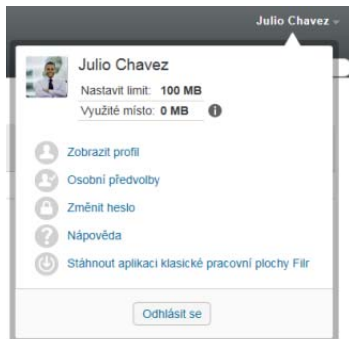 Julio Chavez
Julio Chavez
Nastavit limit: 100 MB
Využité místo: 0 MB
Zobrazit profil
Osobní předvolby
Změnit heslo
Nápověda
Stáhnout aplikaci klasické pracovní plochy Filr
Odhlásit se